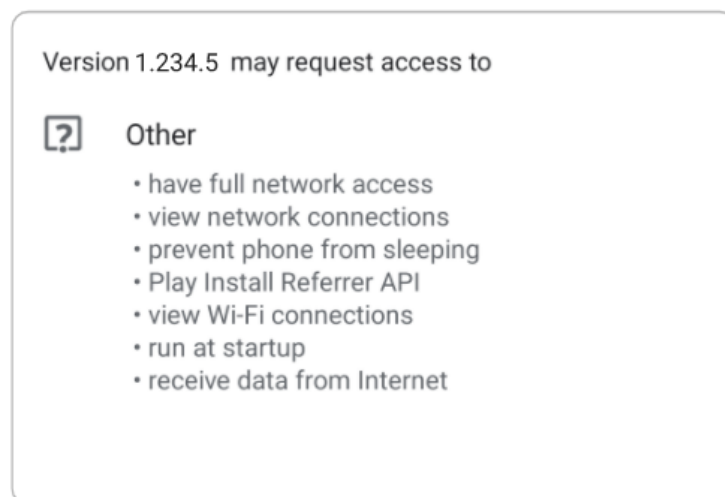 Version 1.234.5 may request access to
Other
• have full network access
• view network connections
• prevent phone from sleeping
• Play Install Referrer API
• view Wi-Fi connections
• run at startup
• receive data from Internet